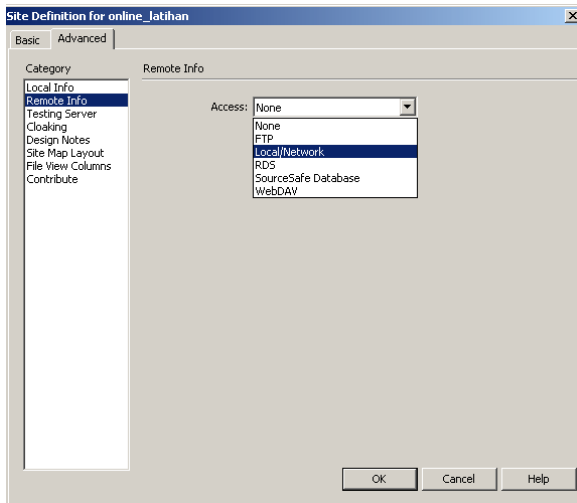 Site Definition for online_latihan
Basic
Advanced
Category
Local Info
Remote Info
Testing Server
Cloaking
Design Notes
Site Map Layout
File View Columns
Contribute
Remote Info
Access: None
None
FTP
Local/Network
RDS
SourceSafe Database
WebDAV
OK
Cancel
Help